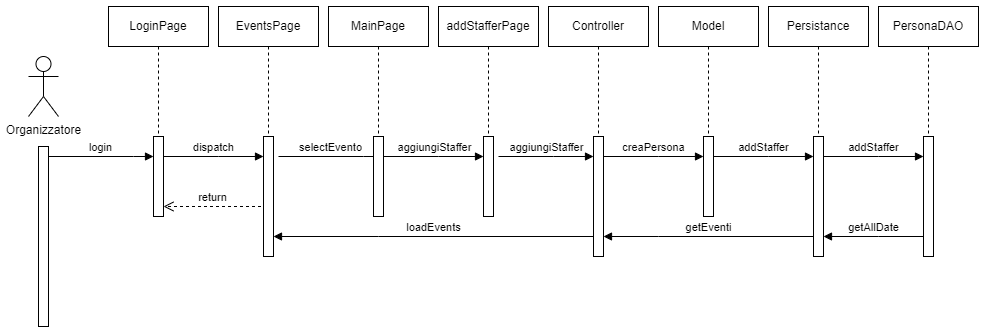 LoginPage
EventsPage
MainPage
addStafferPage
Controller
Model
Persistance
PersonaDAO
Organizzatore
login
dispatch
selectEvento
aggiungiStaffer
aggiungiStaffer
creaPersona
addStaffer
addStaffer
return
loadEvents
getEventi
getAllDate